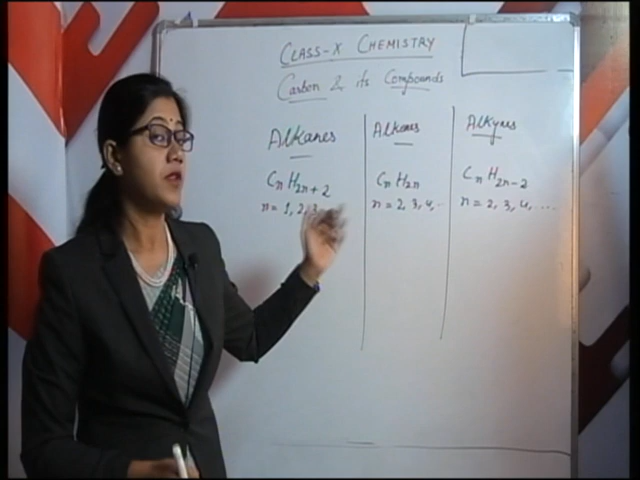 CLASS-X CHEMISTRY
Carbon & its Compounds
Alkanes
CnH2n+2
n = 1, 2, 3
Alkenes
CnH2n
n = 2, 3, 4, ..
Alkynes
CnH2n-2
n = 2, 3, 4, ...